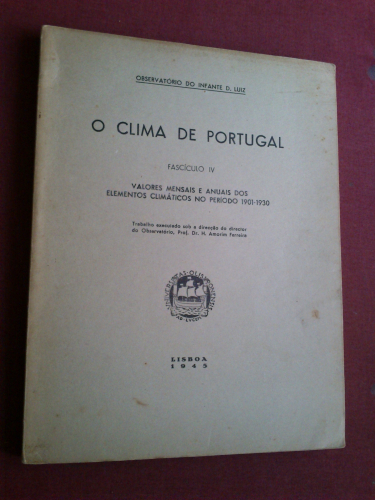 OBSERVATÓRIO DO INFANTE D. LUIZ
O CLIMA DE PORTUGAL
FASCÍCULO IV
VALORES MENSAIS E ANUAIS DOS
ELEMENTOS CLIMÁTICOS NO PERÍODO 1901-1930
Trabalho executado sob a direcção do director
do Observatório, Prof. Dr. H. Amorim Ferreira
LISBOA
1945